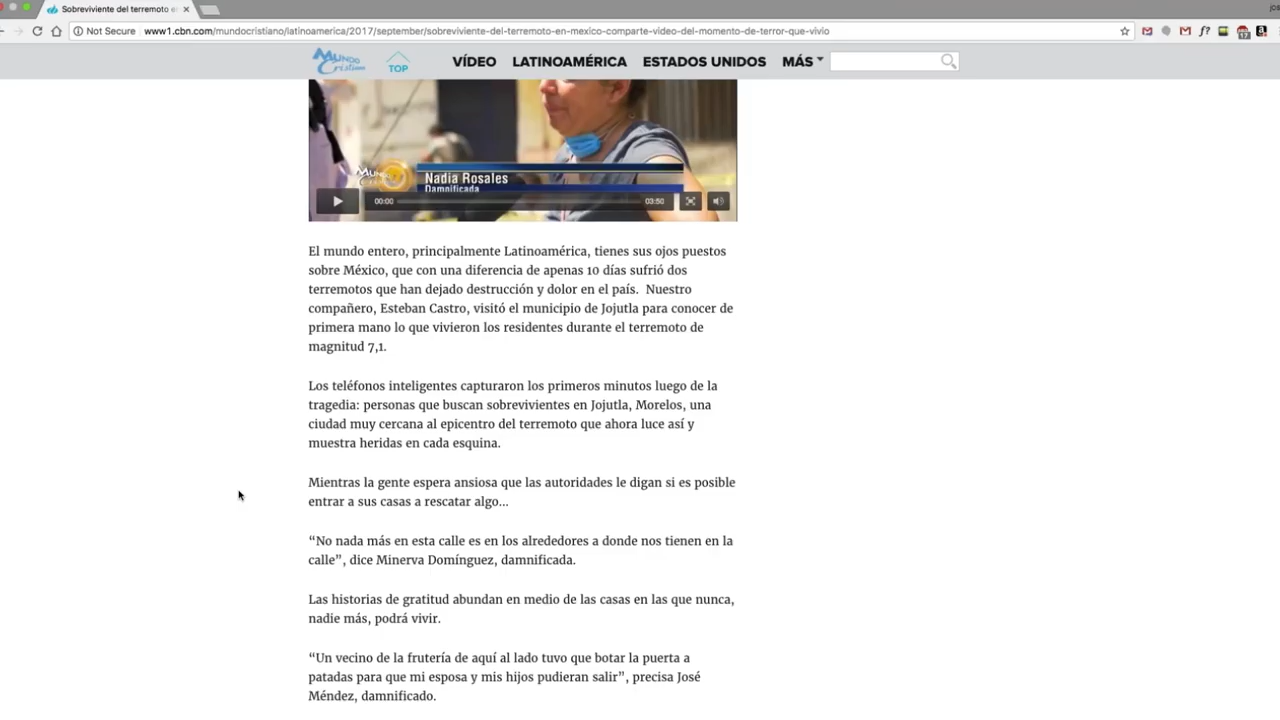 Sobreviviente del terremoto e
Not Secure
www1.cbn.com/mundocristiano/latinoamerica/2017/september/sobreviviente-del-terremoto-en-mexico-comparte-video-del-momento-de-terror-que-vivio
MUNDO Cristiano
TOP
VÍDEO LATINOAMÉRICA ESTADOS UNIDOS MÁS
Nadia Rosales
Damnificada
00:00 03:50
El mundo entero, principalmente Latinoamérica, tienes sus ojos puestos
sobre México, que con una diferencia de apenas 10 días sufrió dos
terremotos que han dejado destrucción y dolor en el país. Nuestro
compañero, Esteban Castro, visitó el municipio de Jojutla para conocer de
primera mano lo que vivieron los residentes durante el terremoto de
magnitud 7,1.
Los teléfonos inteligentes capturaron los primeros minutos luego de la
tragedia: personas que buscan sobrevivientes en Jojutla, Morelos, una
ciudad muy cercana al epicentro del terremoto que ahora luce así y
muestra heridas en cada esquina.
Mientras la gente espera ansiosa que las autoridades le digan si es posible
entrar a sus casas a rescatar algo...
“No nada más en esta calle es en los alrededores a donde nos tienen en la
calle”, dice Minerva Domínguez, damnificada.
Las historias de gratitud abundan en medio de las casas en las que nunca,
nadie más, podrá vivir.
“Un vecino de la frutería de aquí al lado tuvo que botar la puerta a
patadas para que mi esposa y mis hijos pudieran salir”, precisa José
Méndez, damnificado.